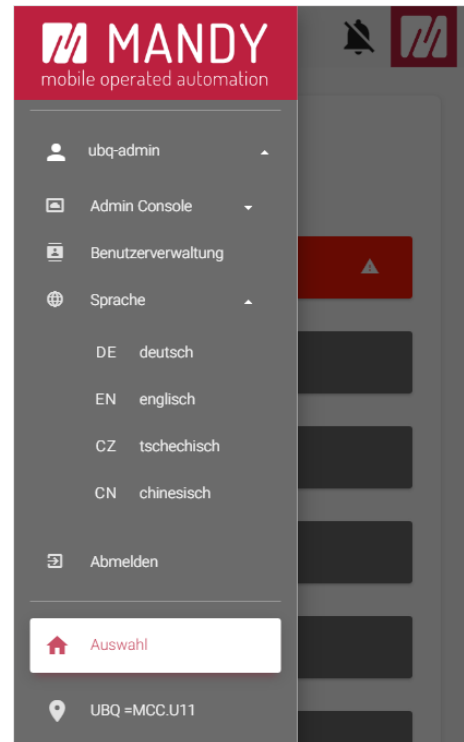 MANDY
mobile operated automation
ubq-admin
Admin Console
Benutzerverwaltung
Sprache
DE deutsch
EN englisch
CZ tschechisch
CN chinesisch
Abmelden
Auswahl
UBQ =MCC.U11